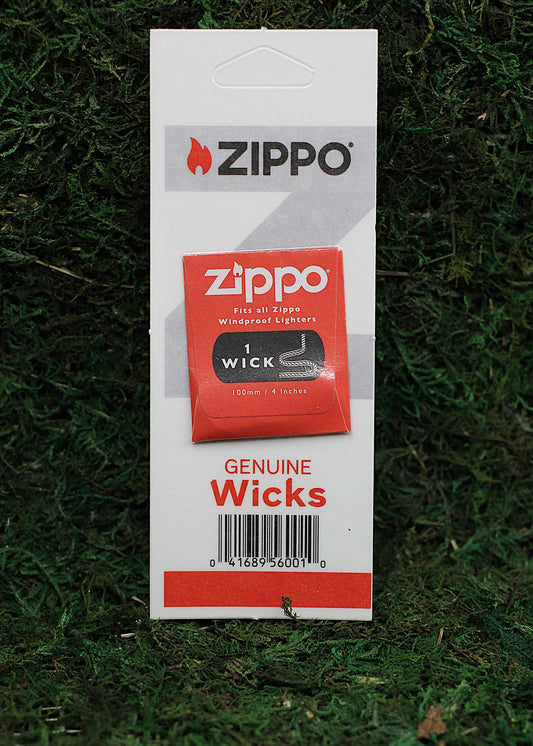 ZIPPO®
zippo®
Fits all Zippo
Windproof Lighters
1
WICK
100mm / 4 Inches
GENUINE
Wicks
0 41689 56001 0